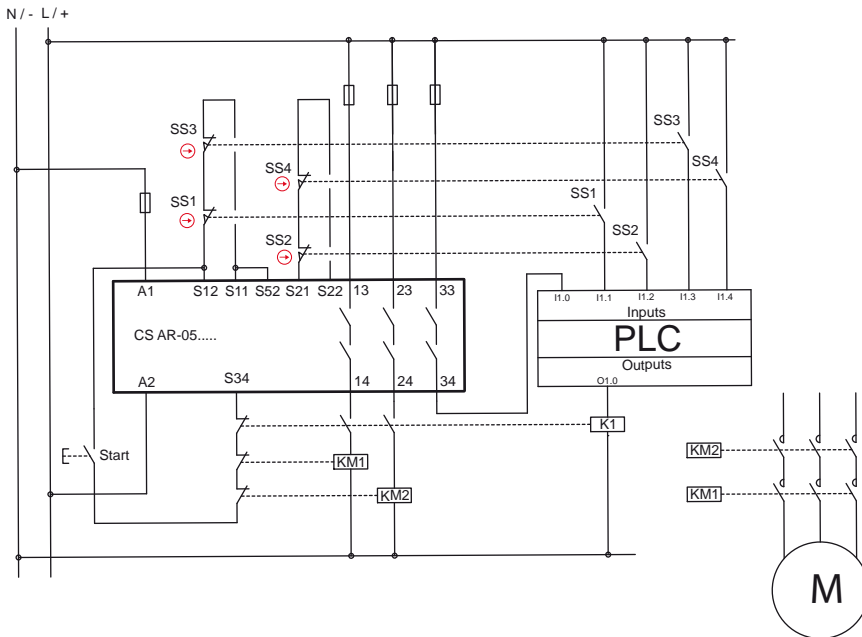 N / - L / +
SS3
SS3
SS4
SS4
SS1
SS1
SS2
SS2
A1 S12 S11 S52 S21 S22 13 23 33
I1.0 I1.1 I1.2 I1.3 I1.4
Inputs
CS AR-05.....
PLC
Outputs
A2 S34 14 24 34
O1.0
K1
Start
KM1
KM2
KM2
KM1
M